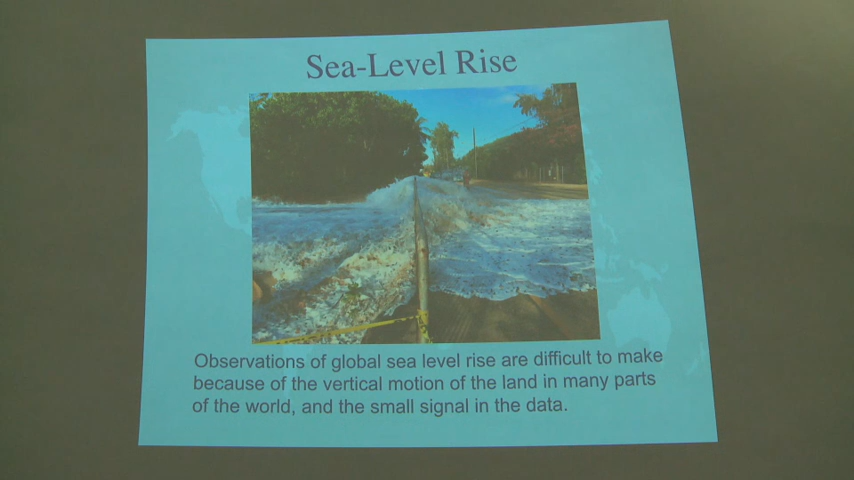 Sea-Level Rise
Observations of global sea level rise are difficult to make
because of the vertical motion of the land in many parts
of the world, and the small signal in the data.